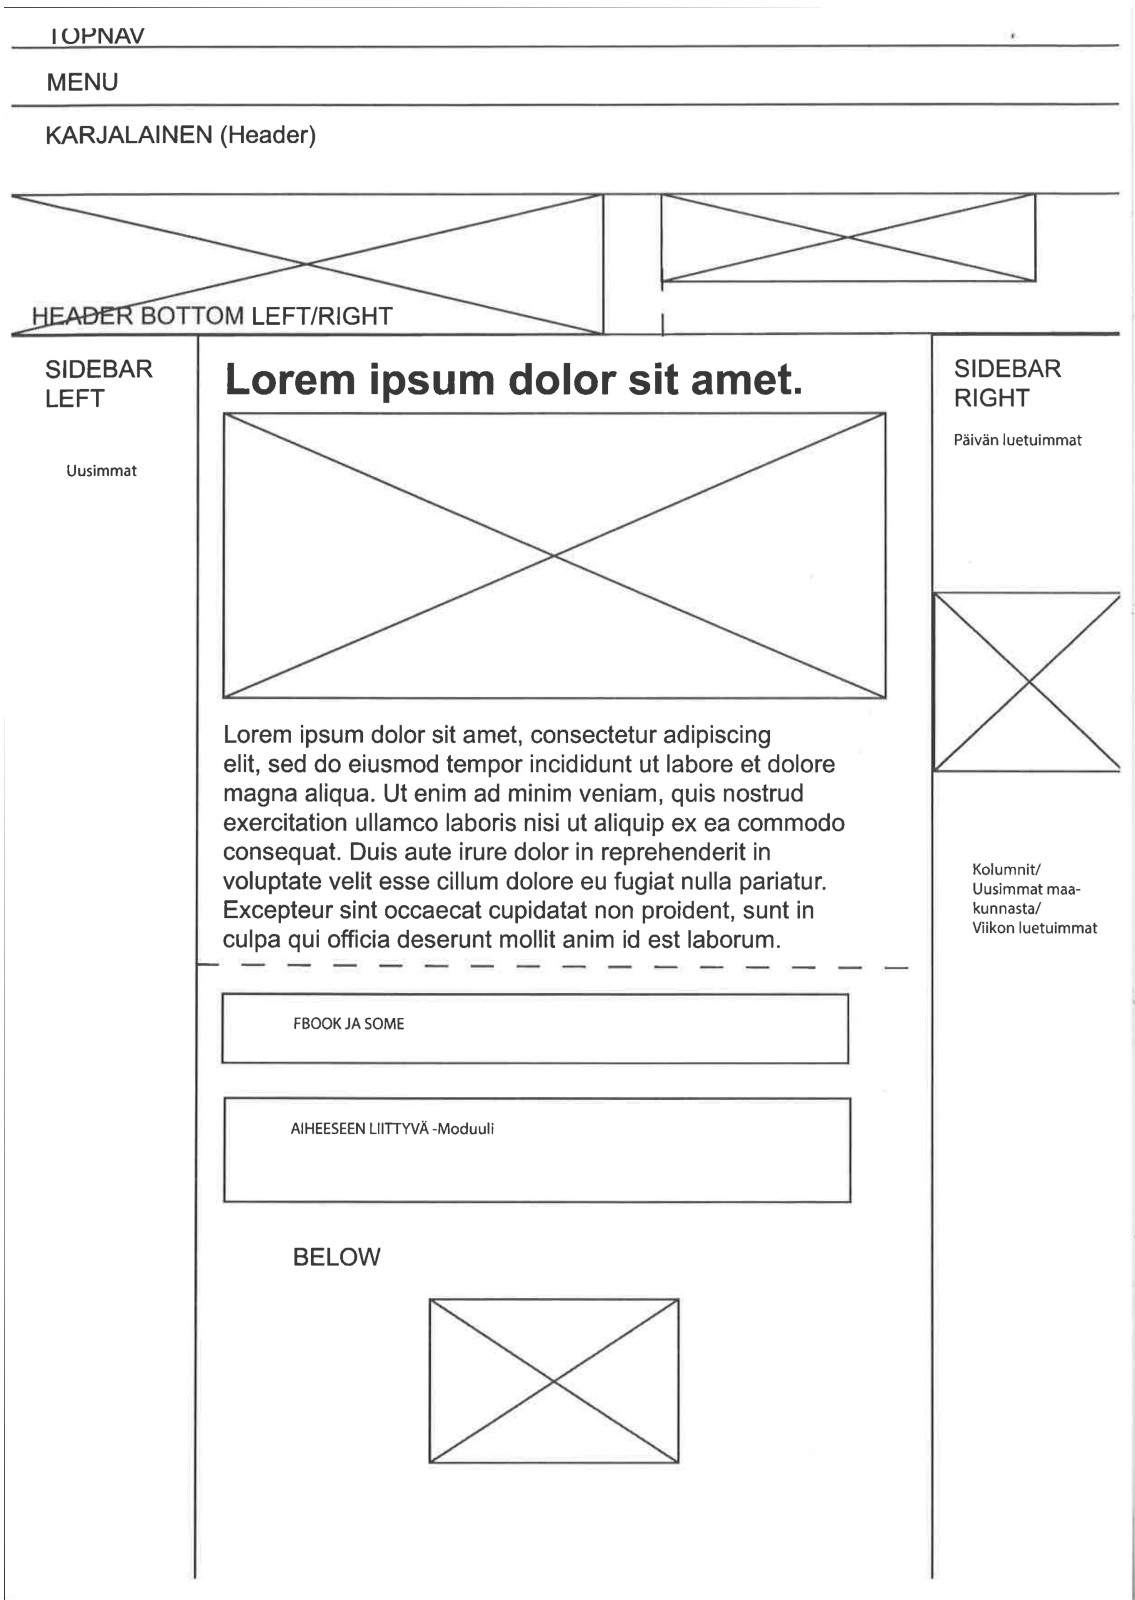 TOPNAV
MENU
KARJALAINEN (Header)
HEADER BOTTOM LEFT/RIGHT
SIDEBAR
LEFT
Uusimmat
Lorem ipsum dolor sit amet.
Lorem ipsum dolor sit amet, consectetur adipiscing
elit, sed do eiusmod tempor incididunt ut labore et dolore
magna aliqua. Ut enim ad minim veniam, quis nostrud
exercitation ullamco laboris nisi ut aliquip ex ea commodo
consequat. Duis aute irure dolor in reprehenderit in
voluptate velit esse cillum dolore eu fugiat nulla pariatur.
Excepteur sint occaecat cupidatat non proident, sunt in
culpa qui officia deserunt mollit anim id est laborum.
FBOOK JA SOME
AIHEESEEN LIITTYVÄ -Moduuli
BELOW
SIDEBAR
RIGHT
Päivän luetuimmat
Kolumnit/
Uusimmat maa-
kunnasta/
Viikon luetuimmat